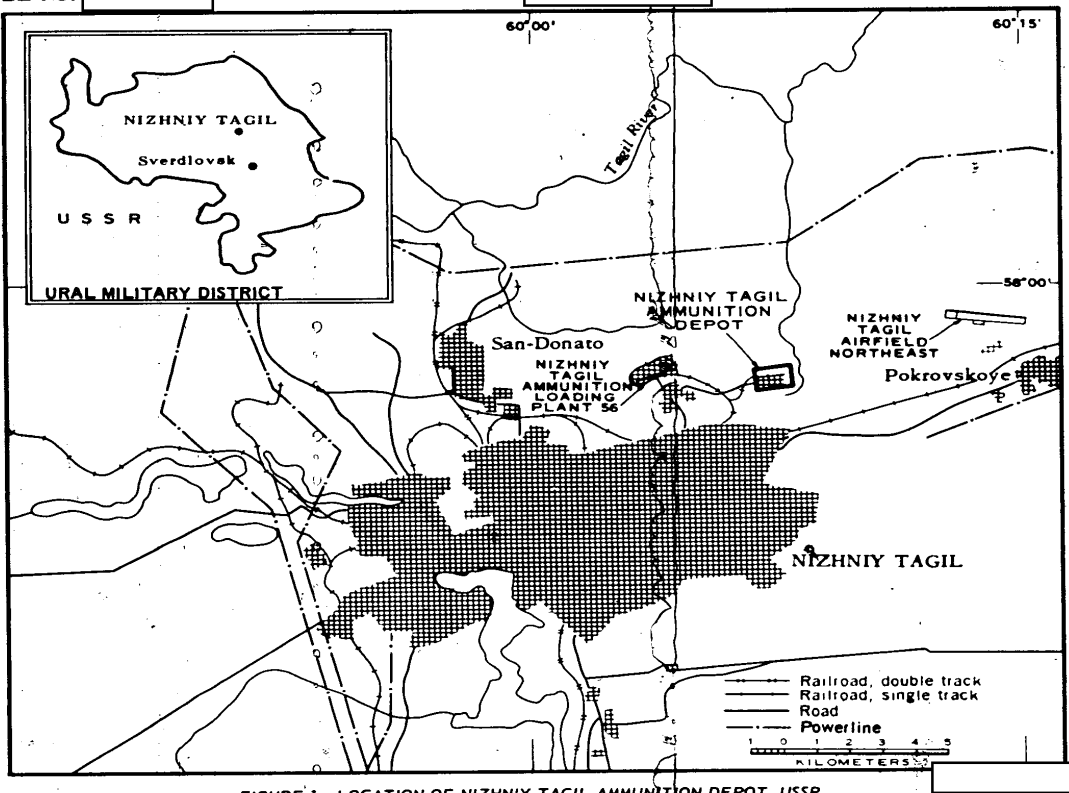 60°00'
60°15'
NIZHNIY TAGIL
Sverdlovsk
USSR
URAL MILITARY DISTRICT
Tagil River
58°00'
NIZHNIY TAGIL
AMMUNITION
DEPOT
NIZHNIY
TAGIL
AIRFIELD
NORTHEAST
San-Donato
NIZHNIY
TAGIL
AMMUNITION
LOADING
PLANT 56
Pokrovskoye
NIZHNIY TAGIL
Railroad, double track
Railroad, single track
Road
Powerline
1 0 1 2 3 4 5
KILOMETERS
FIGURE 1. LOCATION OF NIZHNIY TAGIL AMMUNITION DEPOT, USSR